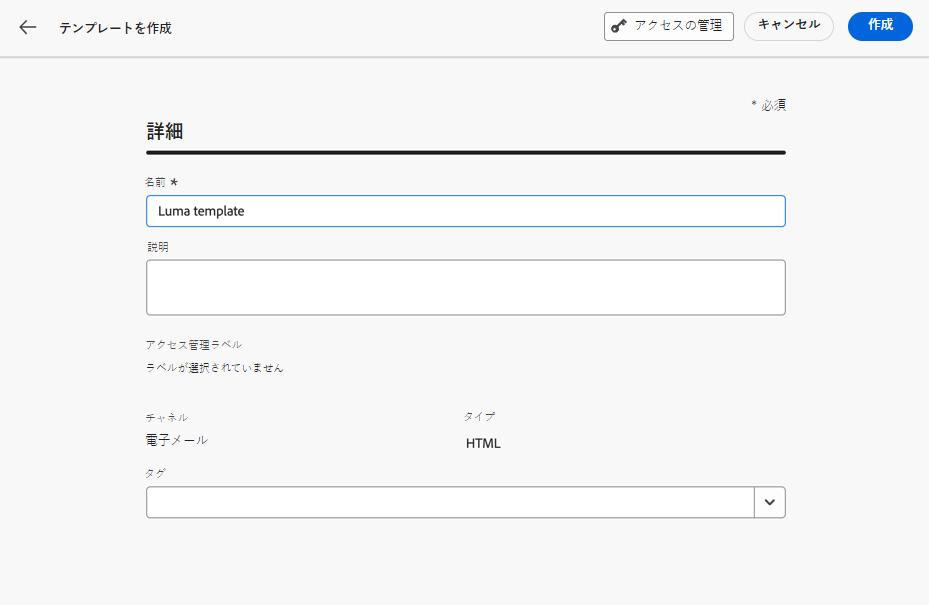 テンプレートを作成
アクセスの管理
キャンセル
作成
* 必須
詳細
名前 *
Luma template
説明
アクセス管理ラベル
ラベルが選択されていません
チャネル
タイプ
電子メール
HTML
タグ